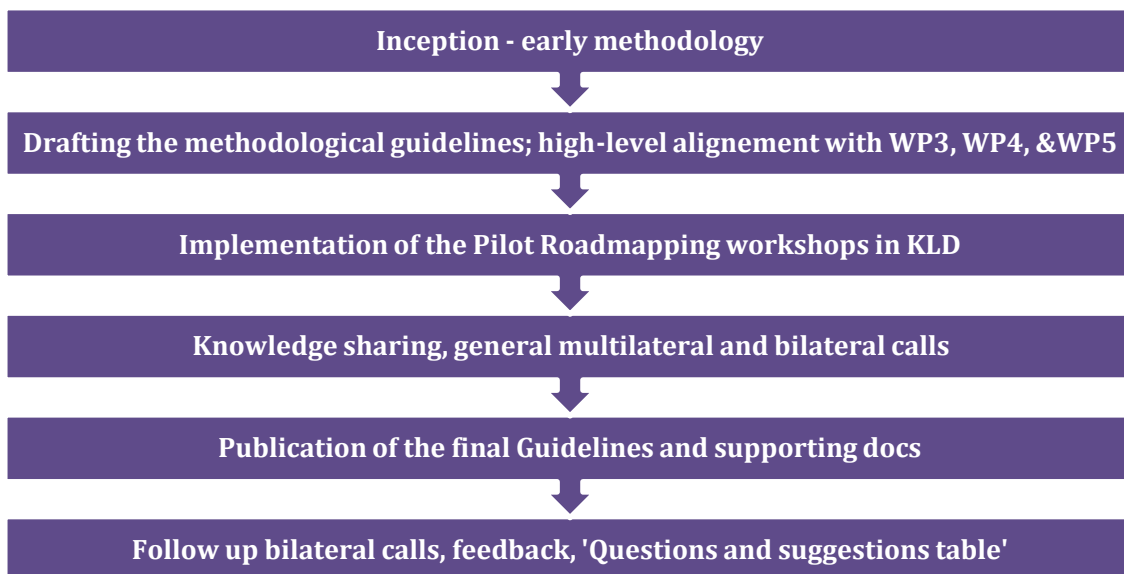 Inception - early methodology
Drafting the methodological guidelines; high-level alignement with WP3, WP4, &WP5
Implementation of the Pilot Roadmapping workshops in KLD
Knowledge sharing, general multilateral and bilateral calls
Publication of the final Guidelines and supporting docs
Follow up bilateral calls, feedback, 'Questions and suggestions table'